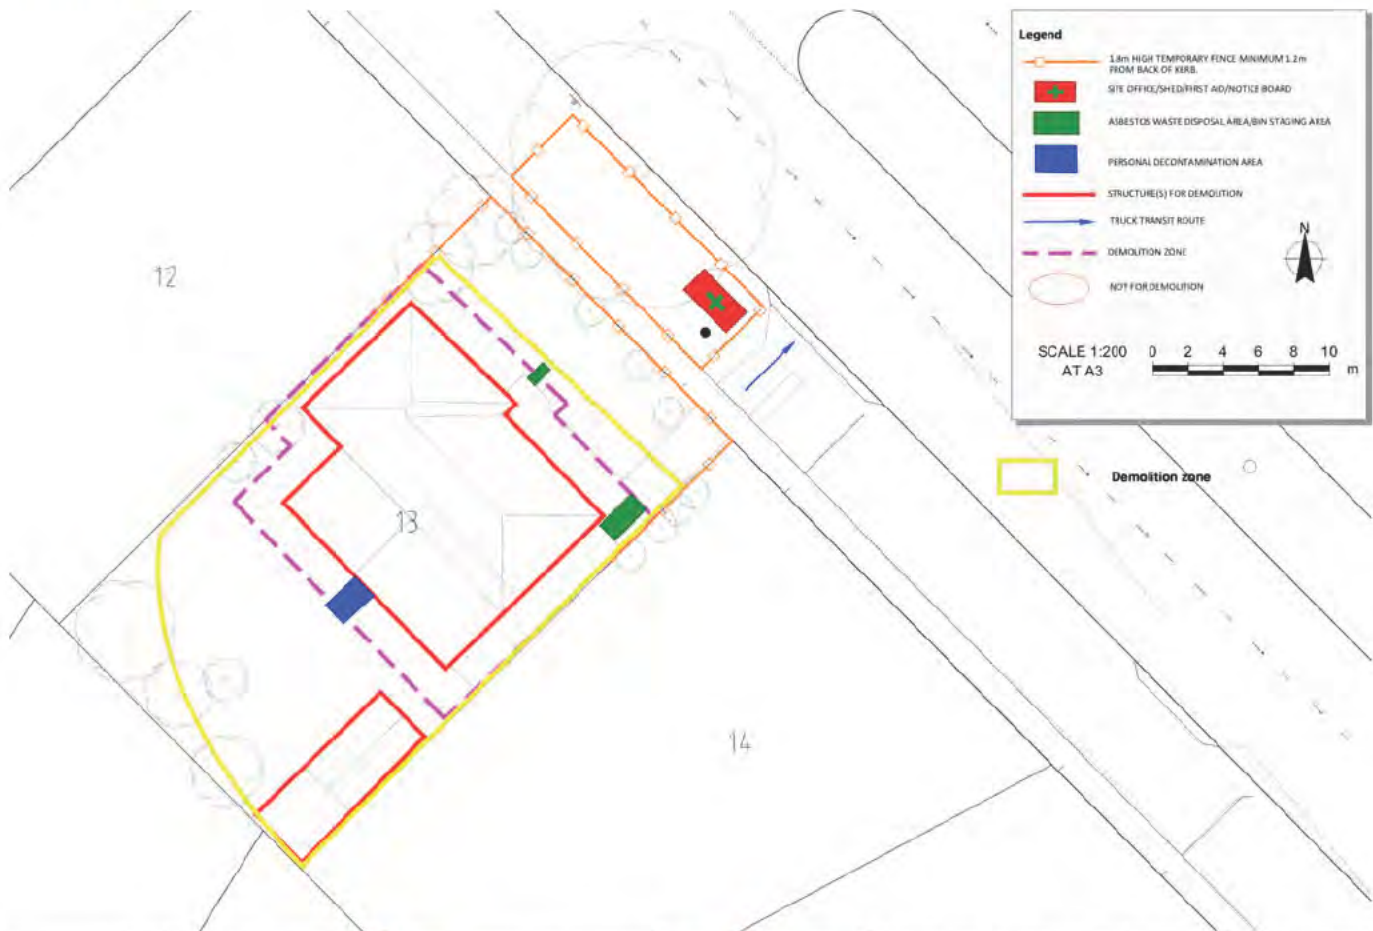 Legend
1.8m HIGH TEMPORARY FENCE MINIMUM 1.2m
FROM BACK OF KERB.
SITE OFFICE/SHED/FIRST AID/NOTICE BOARD
ASBESTOS WASTE DISPOSAL AREA/BIN STAGING AREA
PERSONAL DECONTAMINATION AREA
STRUCTURE(S) FOR DEMOLITION
TRUCK TRANSIT ROUTE
N
DEMOLITION ZONE
NOT FOR DEMOLITION
SCALE 1:200
AT A3
0 2 4 6 8 10
m
Demolition zone
12
13
14